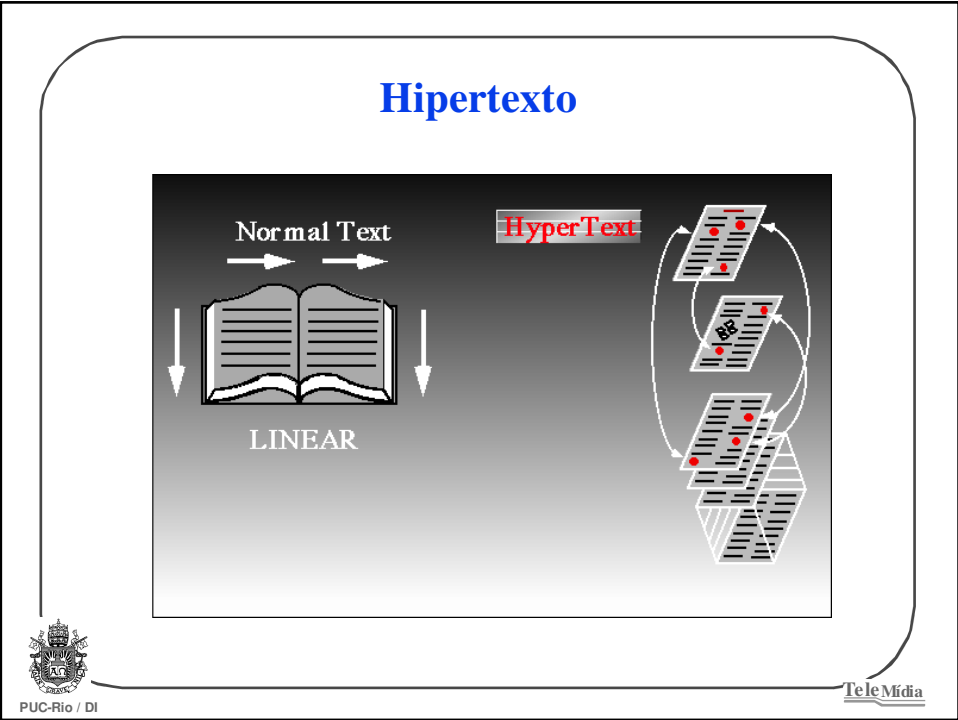 Hipertexto
Normal Text
HyperText
LINEAR
PUC-Rio / DI
TeleMídia